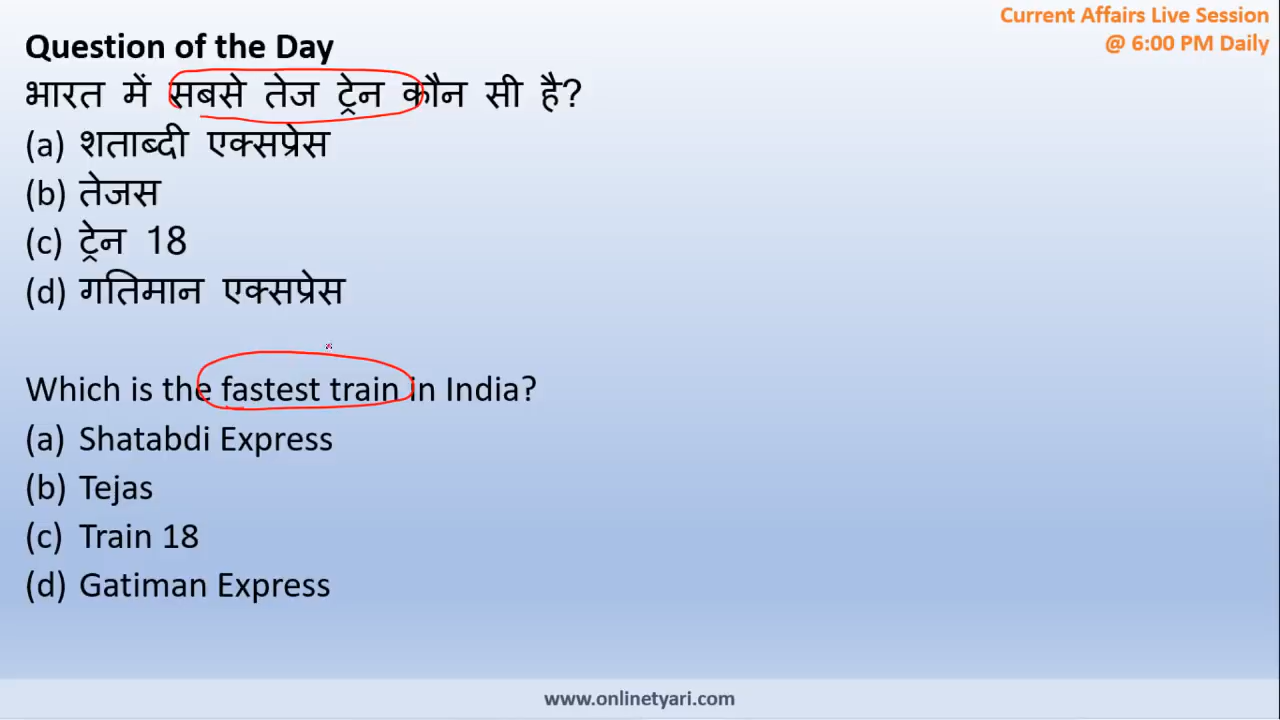 Current Affairs Live Session
@ 6:00 PM Daily
Question of the Day
भारत में सबसे तेज ट्रेन कौन सी है?
(a) शताब्दी एक्सप्रेस
(b) तेजस
(c) ट्रेन 18
(d) गतिमान एक्सप्रेस
Which is the fastest train in India?
(a) Shatabdi Express
(b) Tejas
(c) Train 18
(d) Gatiman Express
www.onlinetyari.com